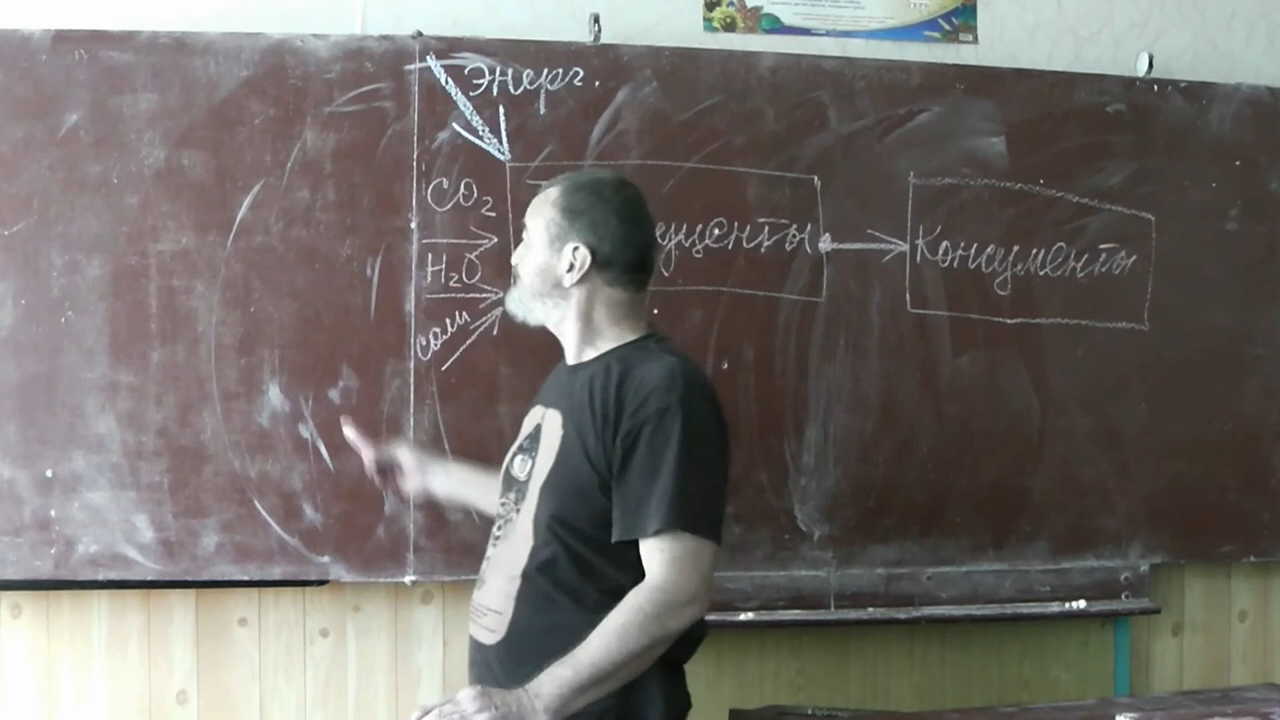 Энерг.
CO₂
H₂O
соли
уценты
Консументы